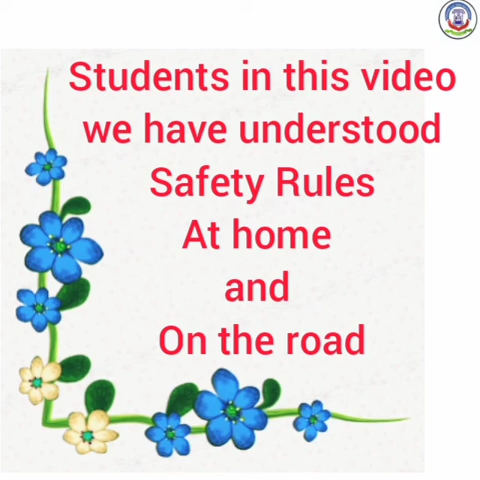 Students in this video
we have understood
Safety Rules
At home
and
On the road